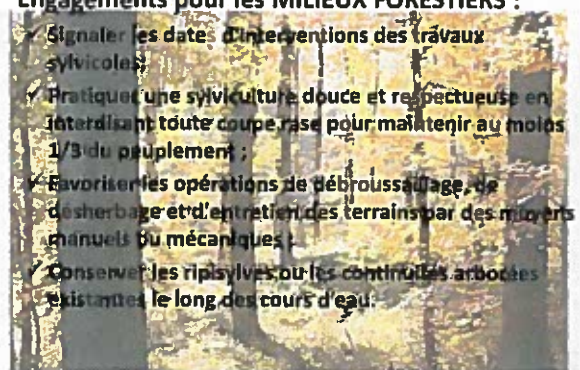 Engagements pour les MILIEUX FORESTIERS :
✓ Signaler les dates d'interventions des travaux
sylvicoles;
✓ Pratiquer une sylviculture douce et respectueuse en
interdisant toute coupe rase pour maintenir au moins
1/3 du peuplement ;
✓ Favoriser les opérations de débroussaillage, de
désherbage et d'entretien des terrains par des moyens
manuels ou mécaniques ;
✓ Conserver les ripisylves ou les continuités arborées
existantes le long des cours d'eau.